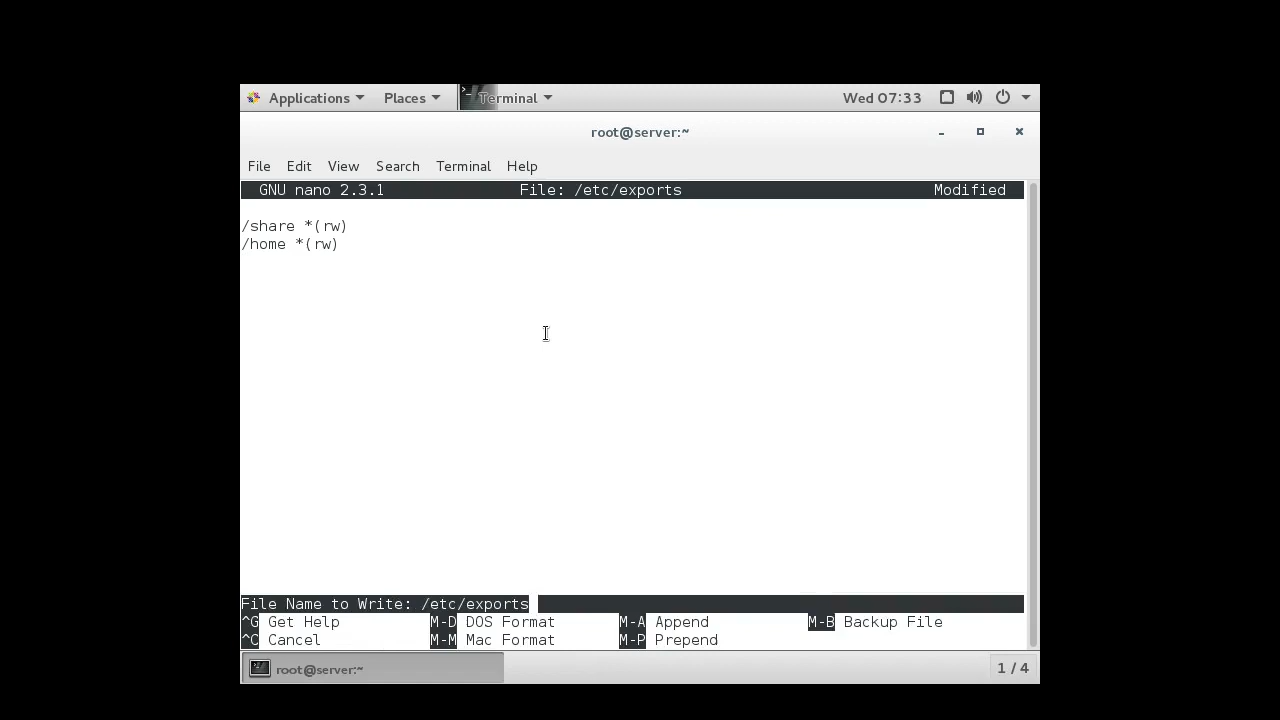 Applications Places Terminal Wed 07:33
root@server:~
File Edit View Search Terminal Help
GNU nano 2.3.1 File: /etc/exports Modified
/share *(rw)
/home *(rw)
File Name to Write: /etc/exports
^G Get Help M-D DOS Format M-A Append M-B Backup File
^C Cancel M-M Mac Format M-P Prepend
root@server:~ 1 / 4